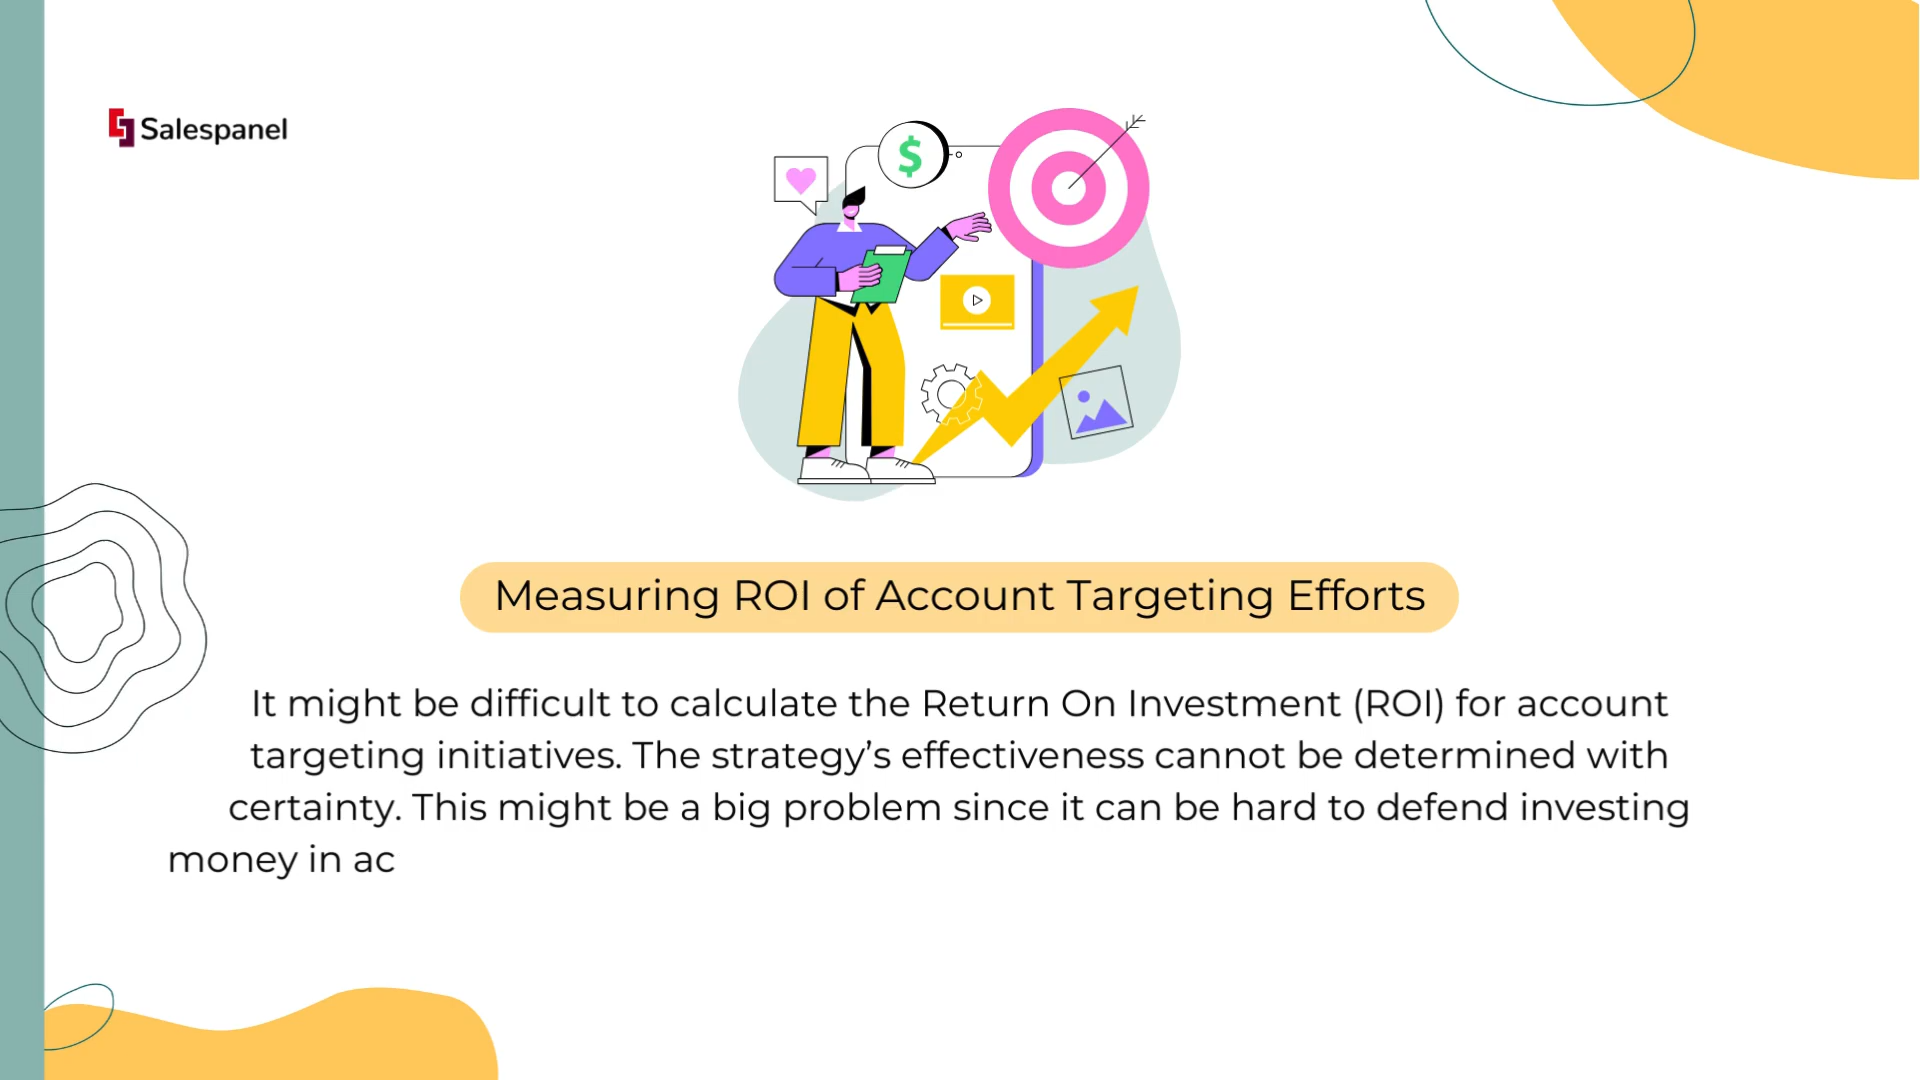 Salespanel
$
Measuring ROI of Account Targeting Efforts
It might be difficult to calculate the Return On Investment (ROI) for account
targeting initiatives. The strategy’s effectiveness cannot be determined with
certainty. This might be a big problem since it can be hard to defend investing
money in ac